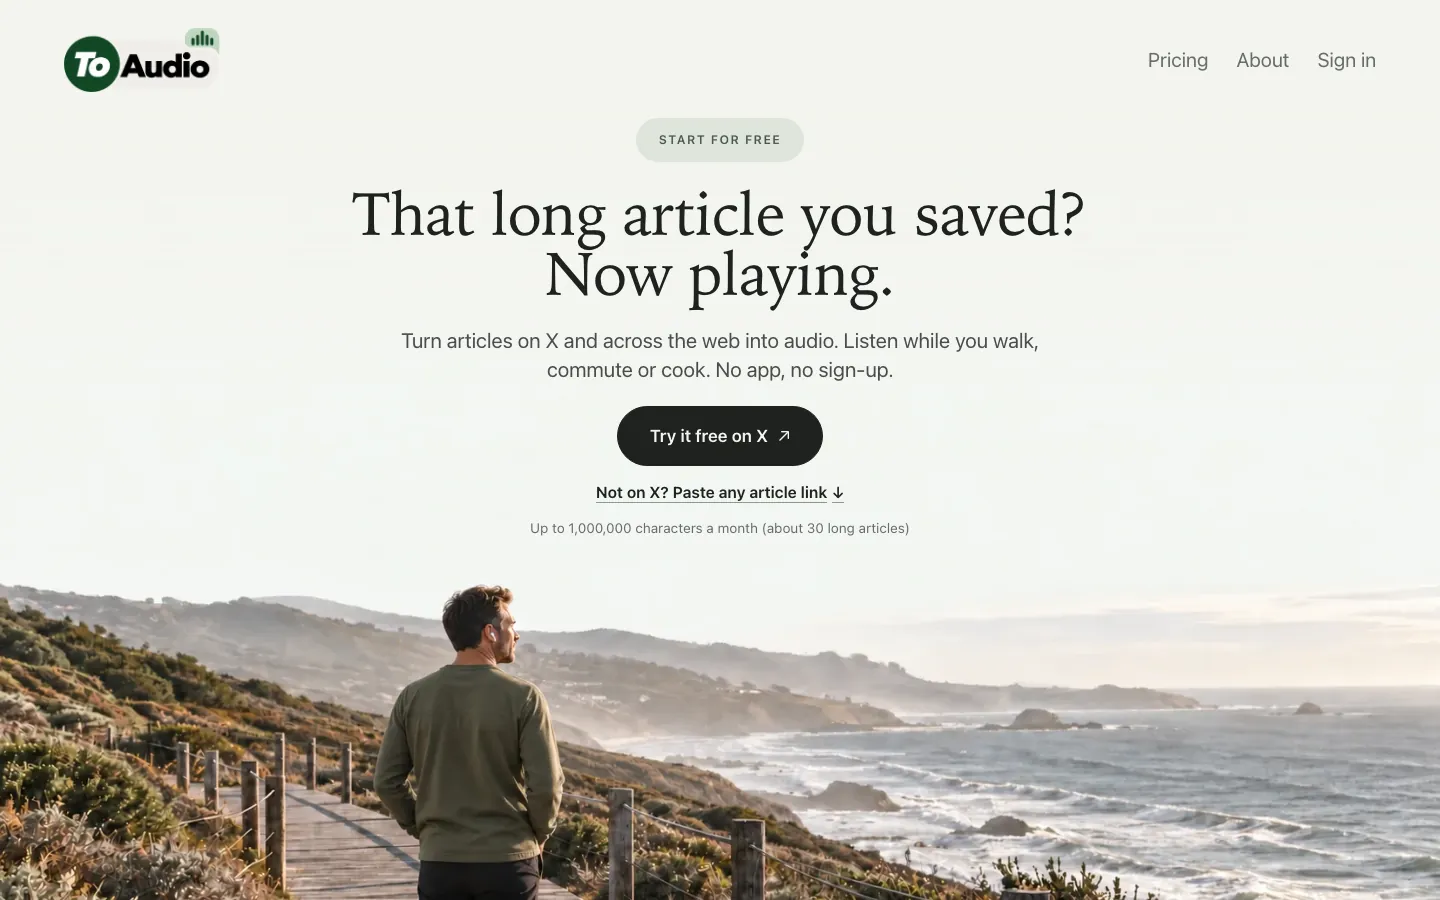 To Audio
Pricing About Sign in
START FOR FREE
That long article you saved?
Now playing.
Turn articles on X and across the web into audio. Listen while you walk,
commute or cook. No app, no sign-up.
Try it free on X ↗
Not on X? Paste any article link ↓
Up to 1,000,000 characters a month (about 30 long articles)